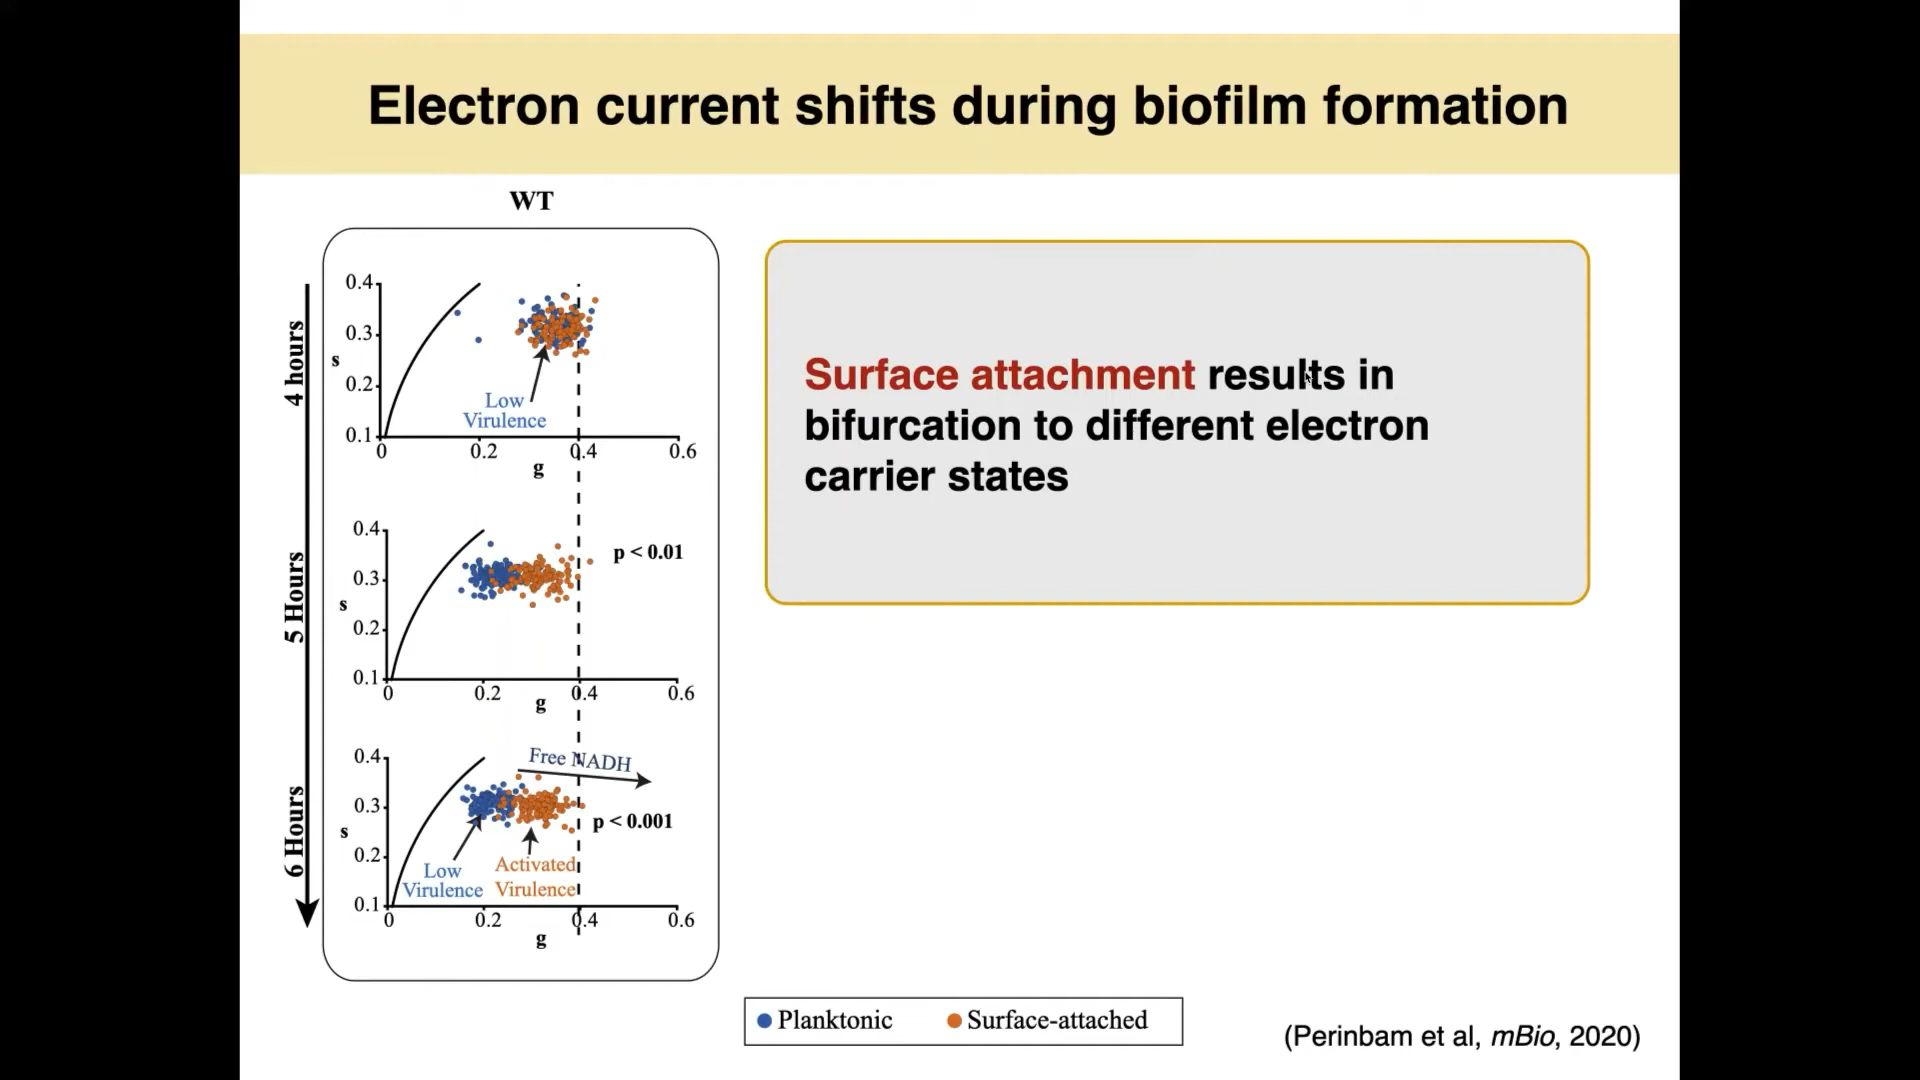 Electron current shifts during biofilm formation
WT
4 hours
0.4
0.3
s
0.2
0.1
0
0.2
0.4
0.6
g
Low
Virulence
5 Hours
0.4
0.3
s
0.2
0.1
0
0.2
0.4
0.6
g
p < 0.01
6 Hours
0.4
0.3
s
0.2
0.1
0
0.2
0.4
0.6
g
Free NADH
p < 0.001
Low
Virulence
Activated
Virulence
Surface attachment results in
bifurcation to different electron
carrier states
Planktonic
Surface-attached
(Perinbam et al, mBio, 2020)